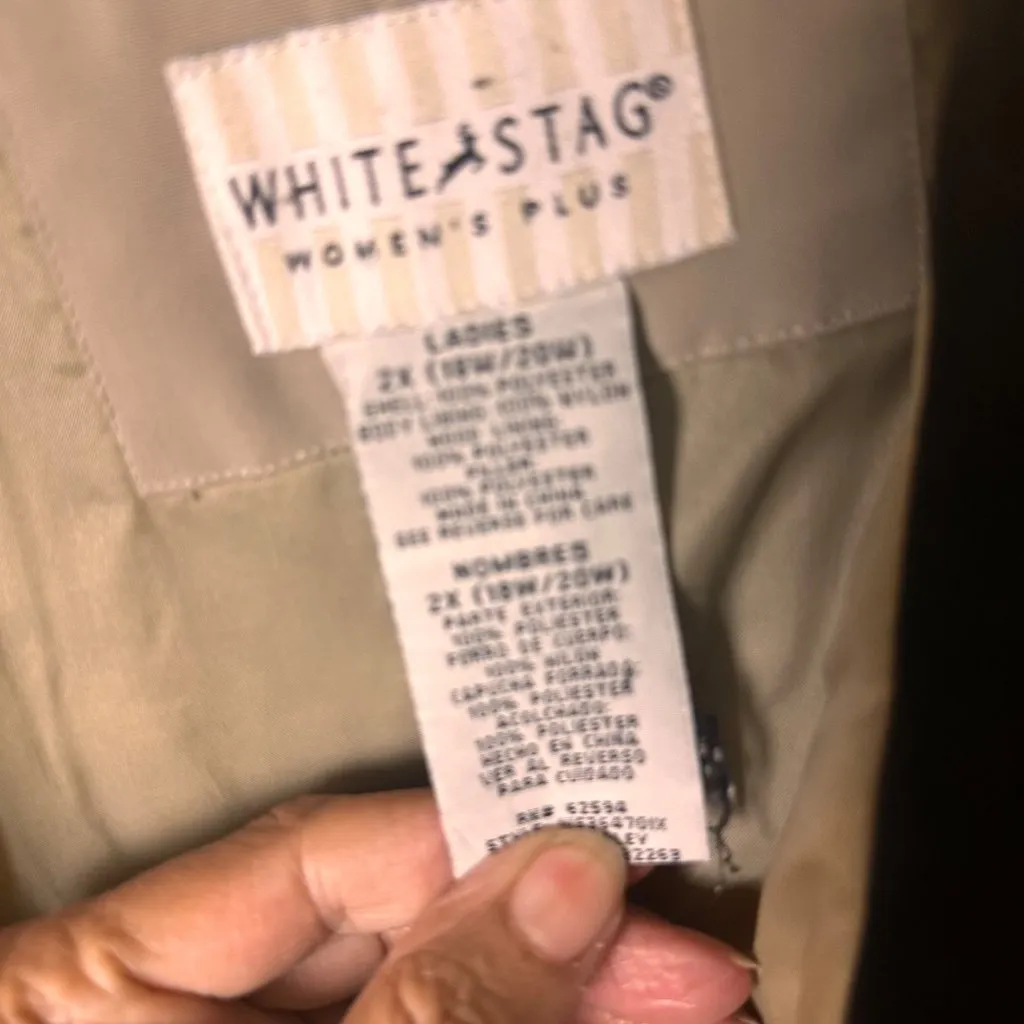 WHITE STAG®
WOMEN'S PLUS
LADIES
2X (18W/20W)
SHELL: 100% POLYESTER
BODY LINING: 100% NYLON
HOOD LINING:
100% POLYESTER
FILLER:
100% POLYESTER
MADE IN CHINA
SEE REVERSE FOR CARE
NOMBRES
2X (18W/20W)
PARTE EXTERIOR:
100% POLIESTER
FORRO DE CUERPO:
100% NILON
CAPUCHA FORRADA:
100% POLIESTER
ACOLCHADO:
100% POLIESTER
HECHO EN CHINA
VER AL REVERSO
PARA CUIDADO
RN# 62594